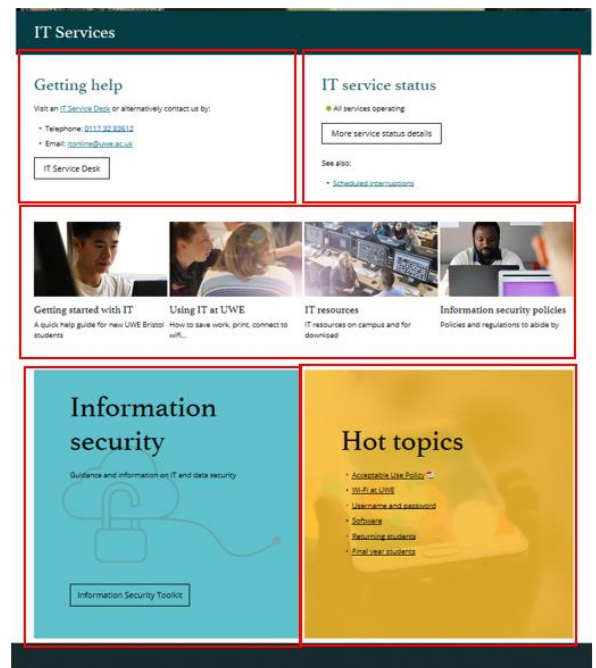 IT Services
Getting help
Visit an IT Service Desk or alternatively contact us by:
• Telephone: 0117 32 83612
• Email: itonline@uwe.ac.uk
IT Service Desk
IT service status
All services operating
More service status details
See also:
• Scheduled interruptions
Getting started with IT
A quick help guide for new UWE Bristol
students
Using IT at UWE
How to save work, print, connect to
wifi...
IT resources
IT resources on campus and for
download
Information security policies
Policies and regulations to abide by
Information
security
Guidance and information on IT and data security
Information Security Toolkit
Hot topics
• Acceptable Use Policy
• Wi-Fi at UWE
• Username and password
• Software
• Returning students
• Final year students